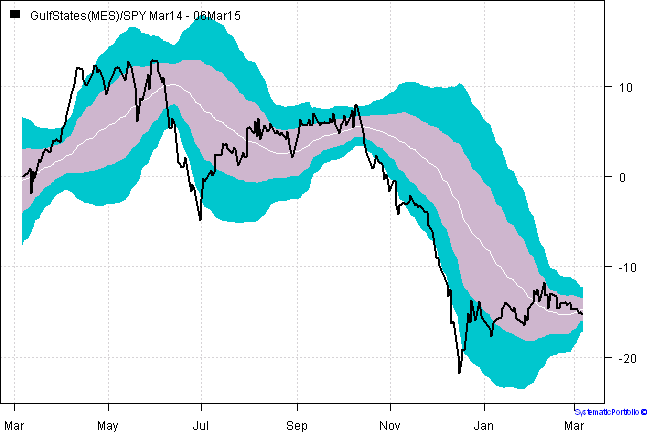 GulfStates(MES)/SPY Mar14 - 06Mar15
10
0
-10
-20
Mar May Jul Sep Nov Jan Mar
SystematicPortfolio ©